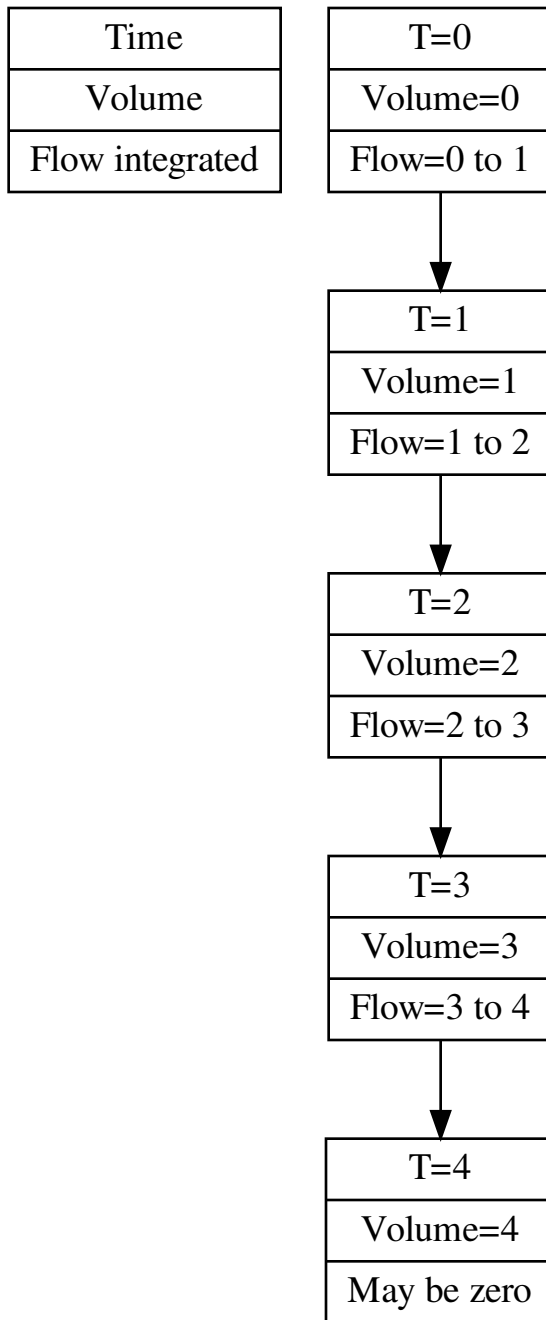 Time
Volume
Flow integrated
T=0
Volume=0
Flow=0 to 1
T=1
Volume=1
Flow=1 to 2
T=2
Volume=2
Flow=2 to 3
T=3
Volume=3
Flow=3 to 4
T=4
Volume=4
May be zero